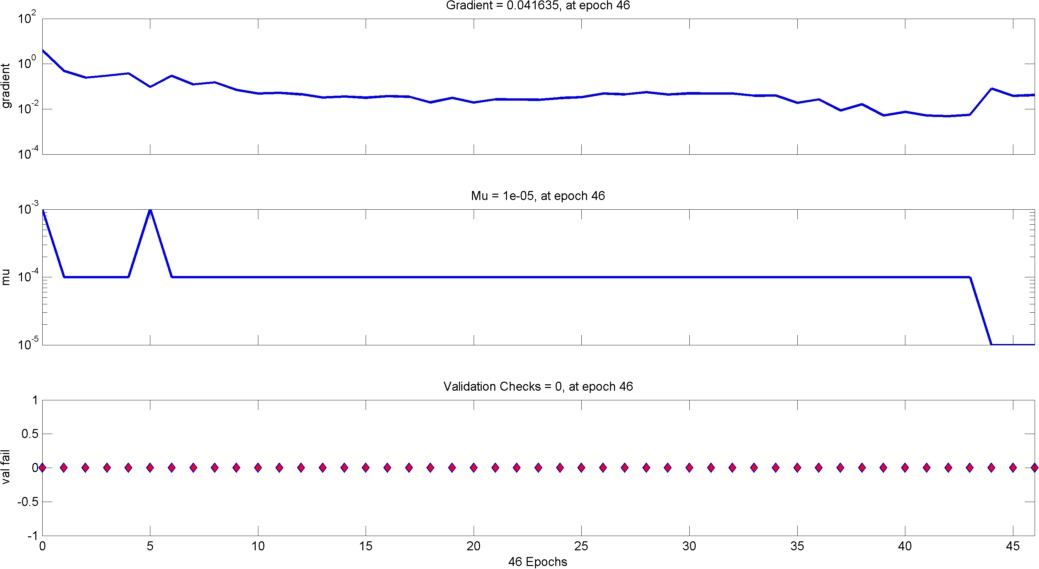 Gradient = 0.041635, at epoch 46
10^2
10^0
10^-2
10^-4
gradient
Mu = 1e-05, at epoch 46
10^-3
10^-4
10^-5
mu
Validation Checks = 0, at epoch 46
1
0.5
0
-0.5
-1
val fail
0 5 10 15 20 25 30 35 40 45
46 Epochs